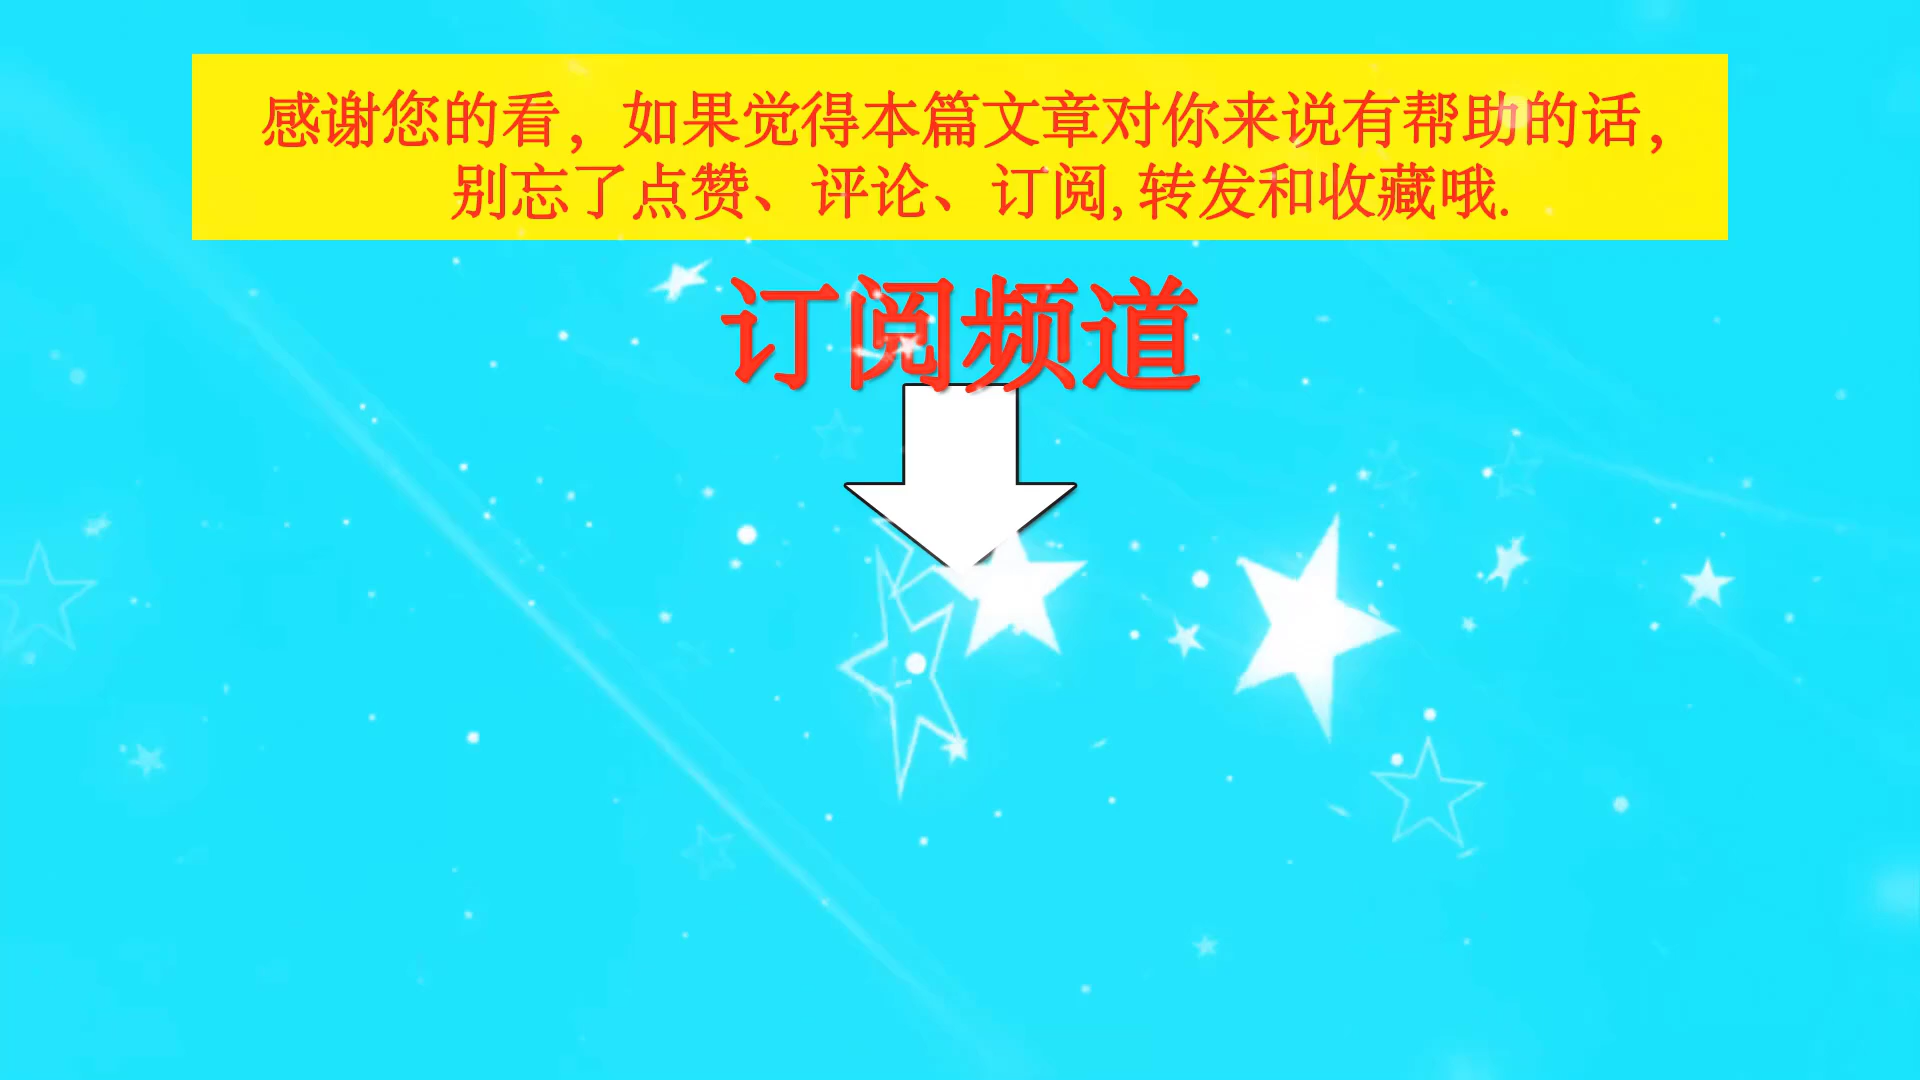 感谢您的看，如果觉得本篇文章对你来说有帮助的话，
别忘了点赞、评论、订阅,转发和收藏哦.
订阅频道